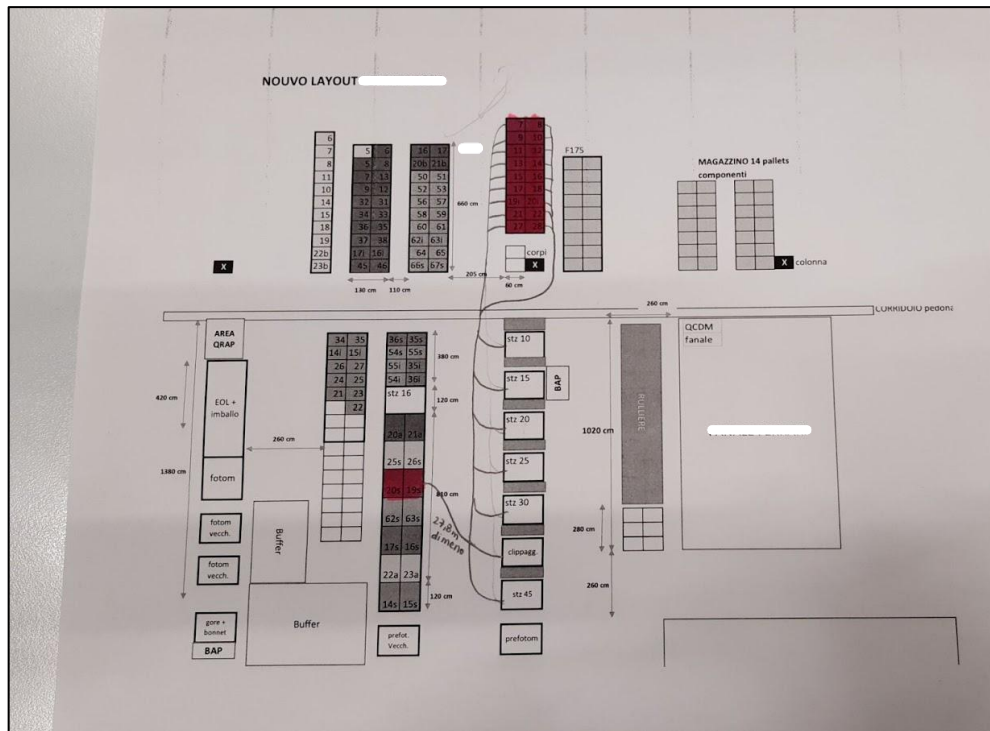 NOUVO LAYOUT
6
7
8
11
10
14
15
18
19
22b
23b
5 6
5 8
7 13
9 12
32 31
34 33
36 35
37 38
17i 16i
45 46
16 17
20b 21b
50 51
52 53
56 57
58 59
60 61
62i 63i
64 65
66s 67s
660 cm
7 8
9 10
11 12
13 14
15 16
17 18
19i 20i
21 22
corpi
X
F175
MAGAZZINO 14 pallets
componenti
X colonna
X
130 cm
110 cm
205 cm
60 cm
260 cm
CORRIDOIO pedona
AREA
QRAP
420 cm
EOL +
imballo
1380 cm
fotom
fotom
vecch.
fotom
vecch.
gore +
bonnet
BAP
260 cm
Buffer
Buffer
34 35
14i 15i
26 27
24 25
21 23
22
36s 35s
54s 55s
55i 35i
54i 36i
stz 16
20a 21a
25s 26s
20s 19s
62s 63s
17s 16s
22a 23a
14s 15s
prefot.
Vecch.
380 cm
120 cm
810 cm
27,8m
di meno
120 cm
stz 10
stz 15
BAP
stz 20
stz 25
stz 30
clippagg.
stz 45
prefotom
1020 cm
280 cm
260 cm
RULLIERE
QCDM
fanale